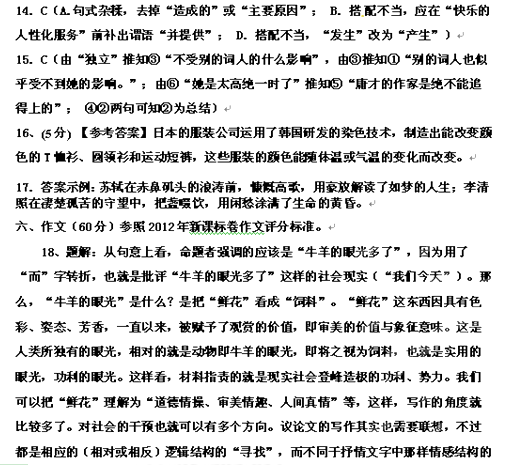 14．C（A.句式杂糅，去掉“造成的”或“主要原因”； B．搭配不当，应在“快乐的
人性化服务”前补出谓语“并提供”； D．搭配不当，“发生”改为“产生”）
15．C（由“独立”推知③“不受别的词人的什么影响”，由③推知①“别的词人也似
乎受不到她的影响。”；由⑥“她是太高绝一时了”推知⑤“庸才的作家是绝不能追
得上的”； ④②两句可知②为总结）
16、（5分）【参考答案】日本的服装公司运用了韩国研发的染色技术，制造出能改变颜
色的T恤衫、圆领衫和运动短裤，这些服装的颜色能随体温或气温的变化而改变。
17．答案示例：苏轼在赤鼻矶头的浪涛前，慷慨高歌，用豪放解读了如梦的人生；李清
照在凄楚孤苦的守望中，把盏啜饮，用闲愁涂满了生命的黄昏。
六、作文（60分）参照2012年新课标卷作文评分标准。
18、题解：从句意上看，命题者强调的应该是“牛羊的眼光多了”，因为用了
“而”字转折，也就是批评“牛羊的眼光多了”这样的社会现实（“我们今天”）。那
么，“牛羊的眼光”是什么？是把“鲜花”看成“饲料”。“鲜花”这东西因具有色
彩、姿态、芳香，一直以来，被赋予了观赏的价值，即审美的价值与象征意味。这是
人类所独有的眼光，相对的就是动物即牛羊的眼光，即将之视为饲料，也就是实用的
眼光，功利的眼光。这样看，材料指责的就是现实社会登峰造极的功利、势力。我们
可以把“鲜花”理解为“道德情操、审美情趣、人间真情”等，这样，写作的角度就
比较多了。对社会的干预也就可以有多个方向。议论文的写作其实也需要联想，不过
都是相应的（相对或相反）逻辑结构的“寻找”，而不同于抒情文字中那样情感结构的